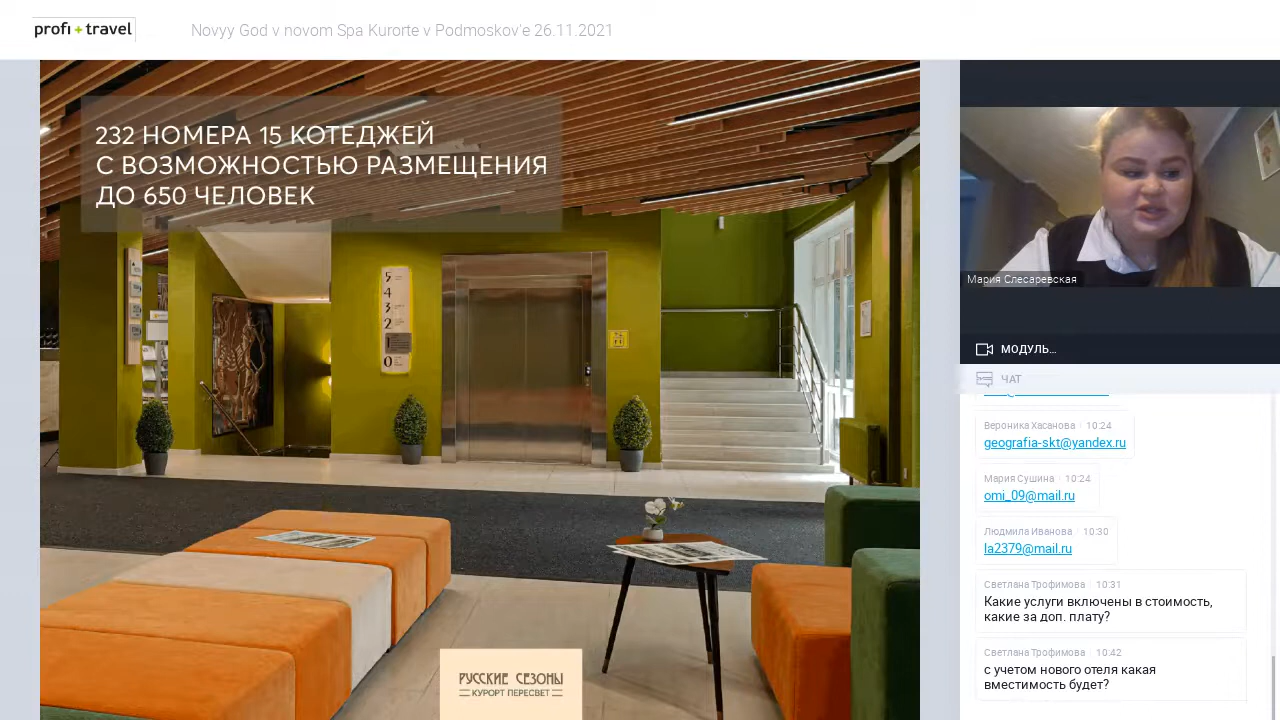 profi + travel
Novyy God v novom Spa Kurorte v Podmoskov'e 26.11.2021
232 НОМЕРА 15 КОТЕДЖЕЙ
С ВОЗМОЖНОСТЬЮ РАЗМЕЩЕНИЯ
ДО 650 ЧЕЛОВЕК
5
4
3
2
1
0
РУССКИЕ СЕЗОНЫ
КУРОРТ ПЕРЕСВЕТ
Мария Слесаревская
МОДУЛЬ...
ЧАТ
Вероника Хасанова 10:24
geografia-skt@yandex.ru
Мария Сушина 10:24
omi_09@mail.ru
Людмила Иванова 10:30
la2379@mail.ru
Светлана Трофимова 10:31
Какие услуги включены в стоимость,
какие за доп. плату?
Светлана Трофимова 10:42
с учетом нового отеля какая
вместимость будет?